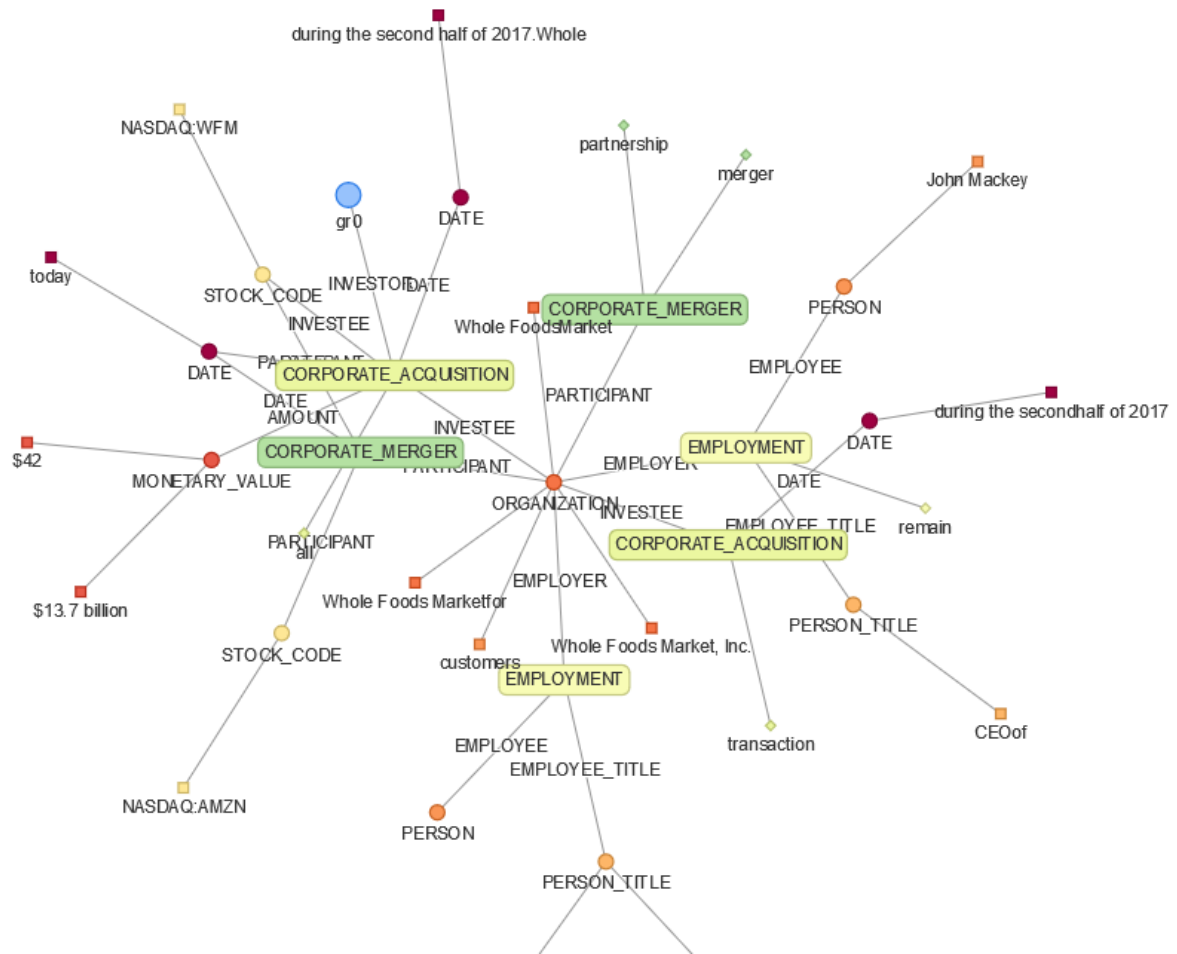 during the second half of 2017.Whole
NASDAQ:WFM
partnership
merger
John Mackey
gr0
DATE
today
STOCK_CODE
INVESTOR
DATE
PERSON
INVESTEE
CORPORATE_MERGER
Whole FoodsMarket
DATE
PARTICIPANT
CORPORATE_ACQUISITION
EMPLOYEE
DATE
PARTICIPANT
AMOUNT
during the secondhalf of 2017
INVESTEE
DATE
EMPLOYMENT
CORPORATE_MERGER
$42
PARTICIPANT
EMPLOYER
MONETARY_VALUE
DATE
ORGANIZATION
INVESTEE
EMPLOYEE_TITLE
remain
PARTICIPANT
all
CORPORATE_ACQUISITION
EMPLOYER
Whole Foods Marketfor
$13.7 billion
PERSON_TITLE
STOCK_CODE
customers
Whole Foods Market, Inc.
EMPLOYMENT
CEOof
EMPLOYEE
transaction
EMPLOYEE_TITLE
NASDAQ:AMZN
PERSON
PERSON_TITLE